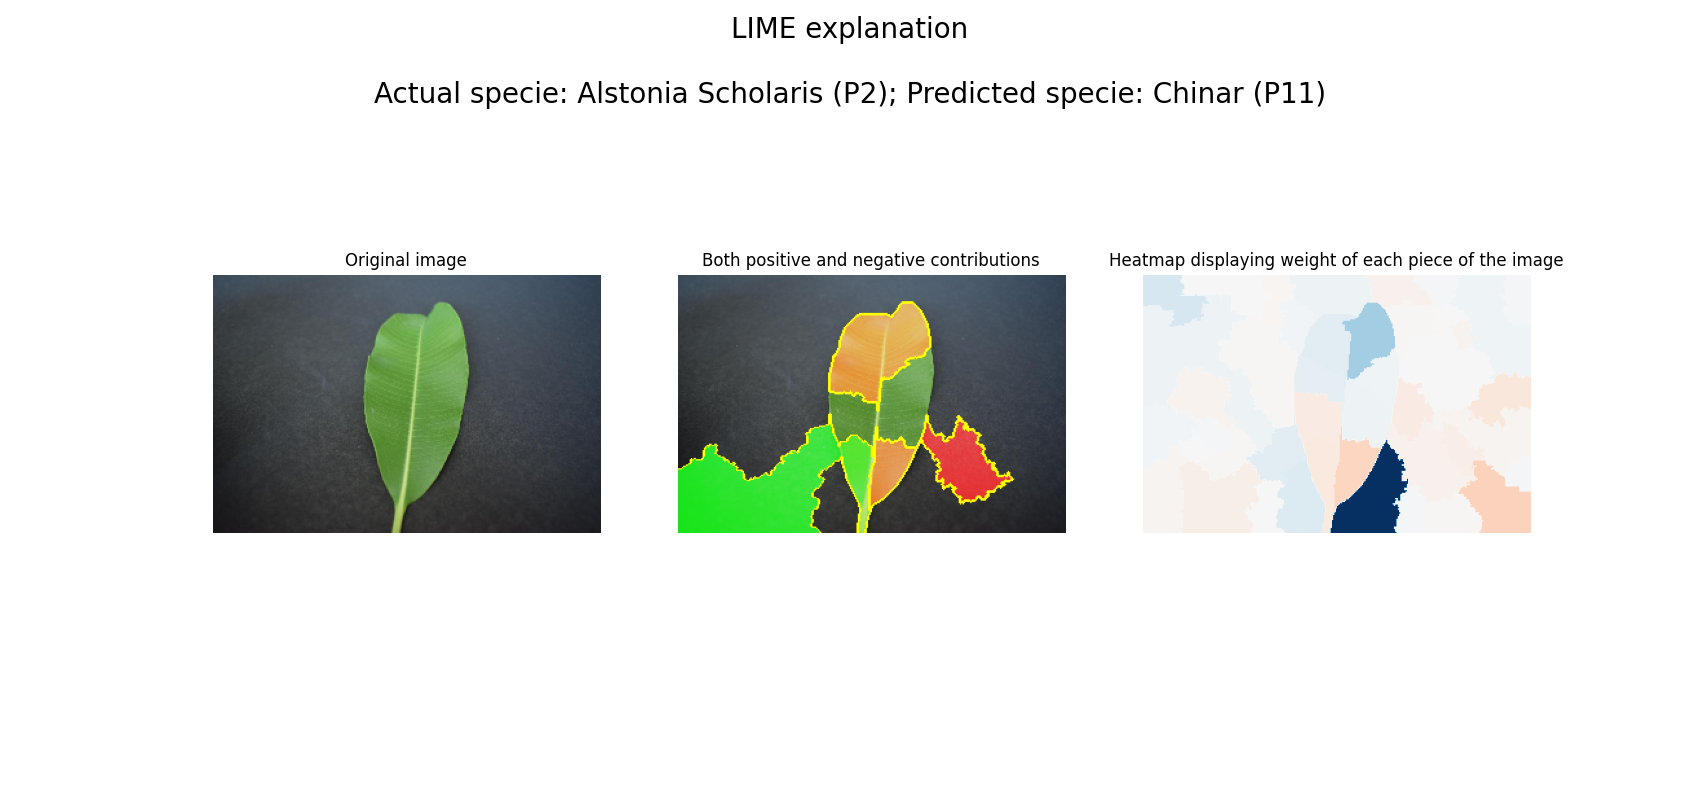 LIME explanation
Actual specie: Alstonia Scholaris (P2); Predicted specie: Chinar (P11)
Original image
Both positive and negative contributions
Heatmap displaying weight of each piece of the image